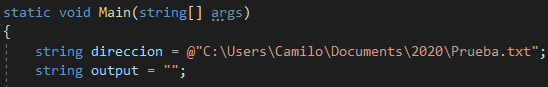 static void Main(string[] args)
{
string direccion = @"C:\Users\Camilo\Documents\2020\Prueba.txt";
string output = "";